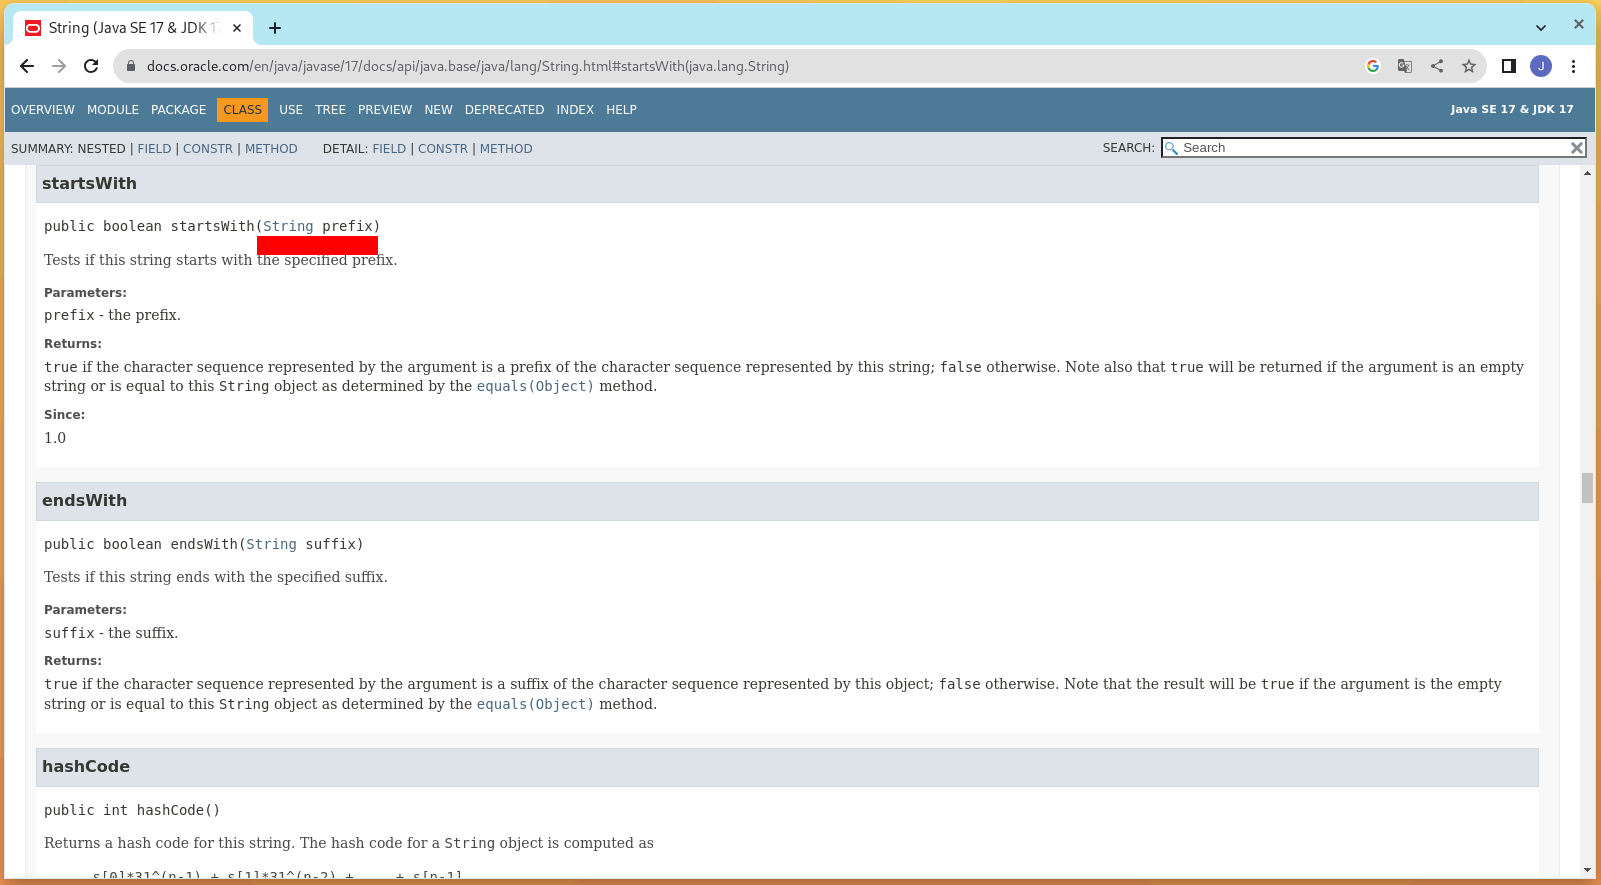 String (Java SE 17 & JDK 17
docs.oracle.com/en/java/javase/17/docs/api/java.base/java/lang/String.html#startsWith(java.lang.String)
J
OVERVIEW MODULE PACKAGE CLASS USE TREE PREVIEW NEW DEPRECATED INDEX HELP Java SE 17 & JDK 17
SUMMARY: NESTED | FIELD | CONSTR | METHOD DETAIL: FIELD | CONSTR | METHOD SEARCH: Search
startsWith
public boolean startsWith(String prefix)
Tests if this string starts with the specified prefix.
Parameters:
prefix - the prefix.
Returns:
true if the character sequence represented by the argument is a prefix of the character sequence represented by this string; false otherwise. Note also that true will be returned if the argument is an empty
string or is equal to this String object as determined by the equals(Object) method.
Since:
1.0
endsWith
public boolean endsWith(String suffix)
Tests if this string ends with the specified suffix.
Parameters:
suffix - the suffix.
Returns:
true if the character sequence represented by the argument is a suffix of the character sequence represented by this object; false otherwise. Note that the result will be true if the argument is the empty
string or is equal to this String object as determined by the equals(Object) method.
hashCode
public int hashCode()
Returns a hash code for this string. The hash code for a String object is computed as
s[0]*31^(n-1) + s[1]*31^(n-2) + ... + s[n-1]